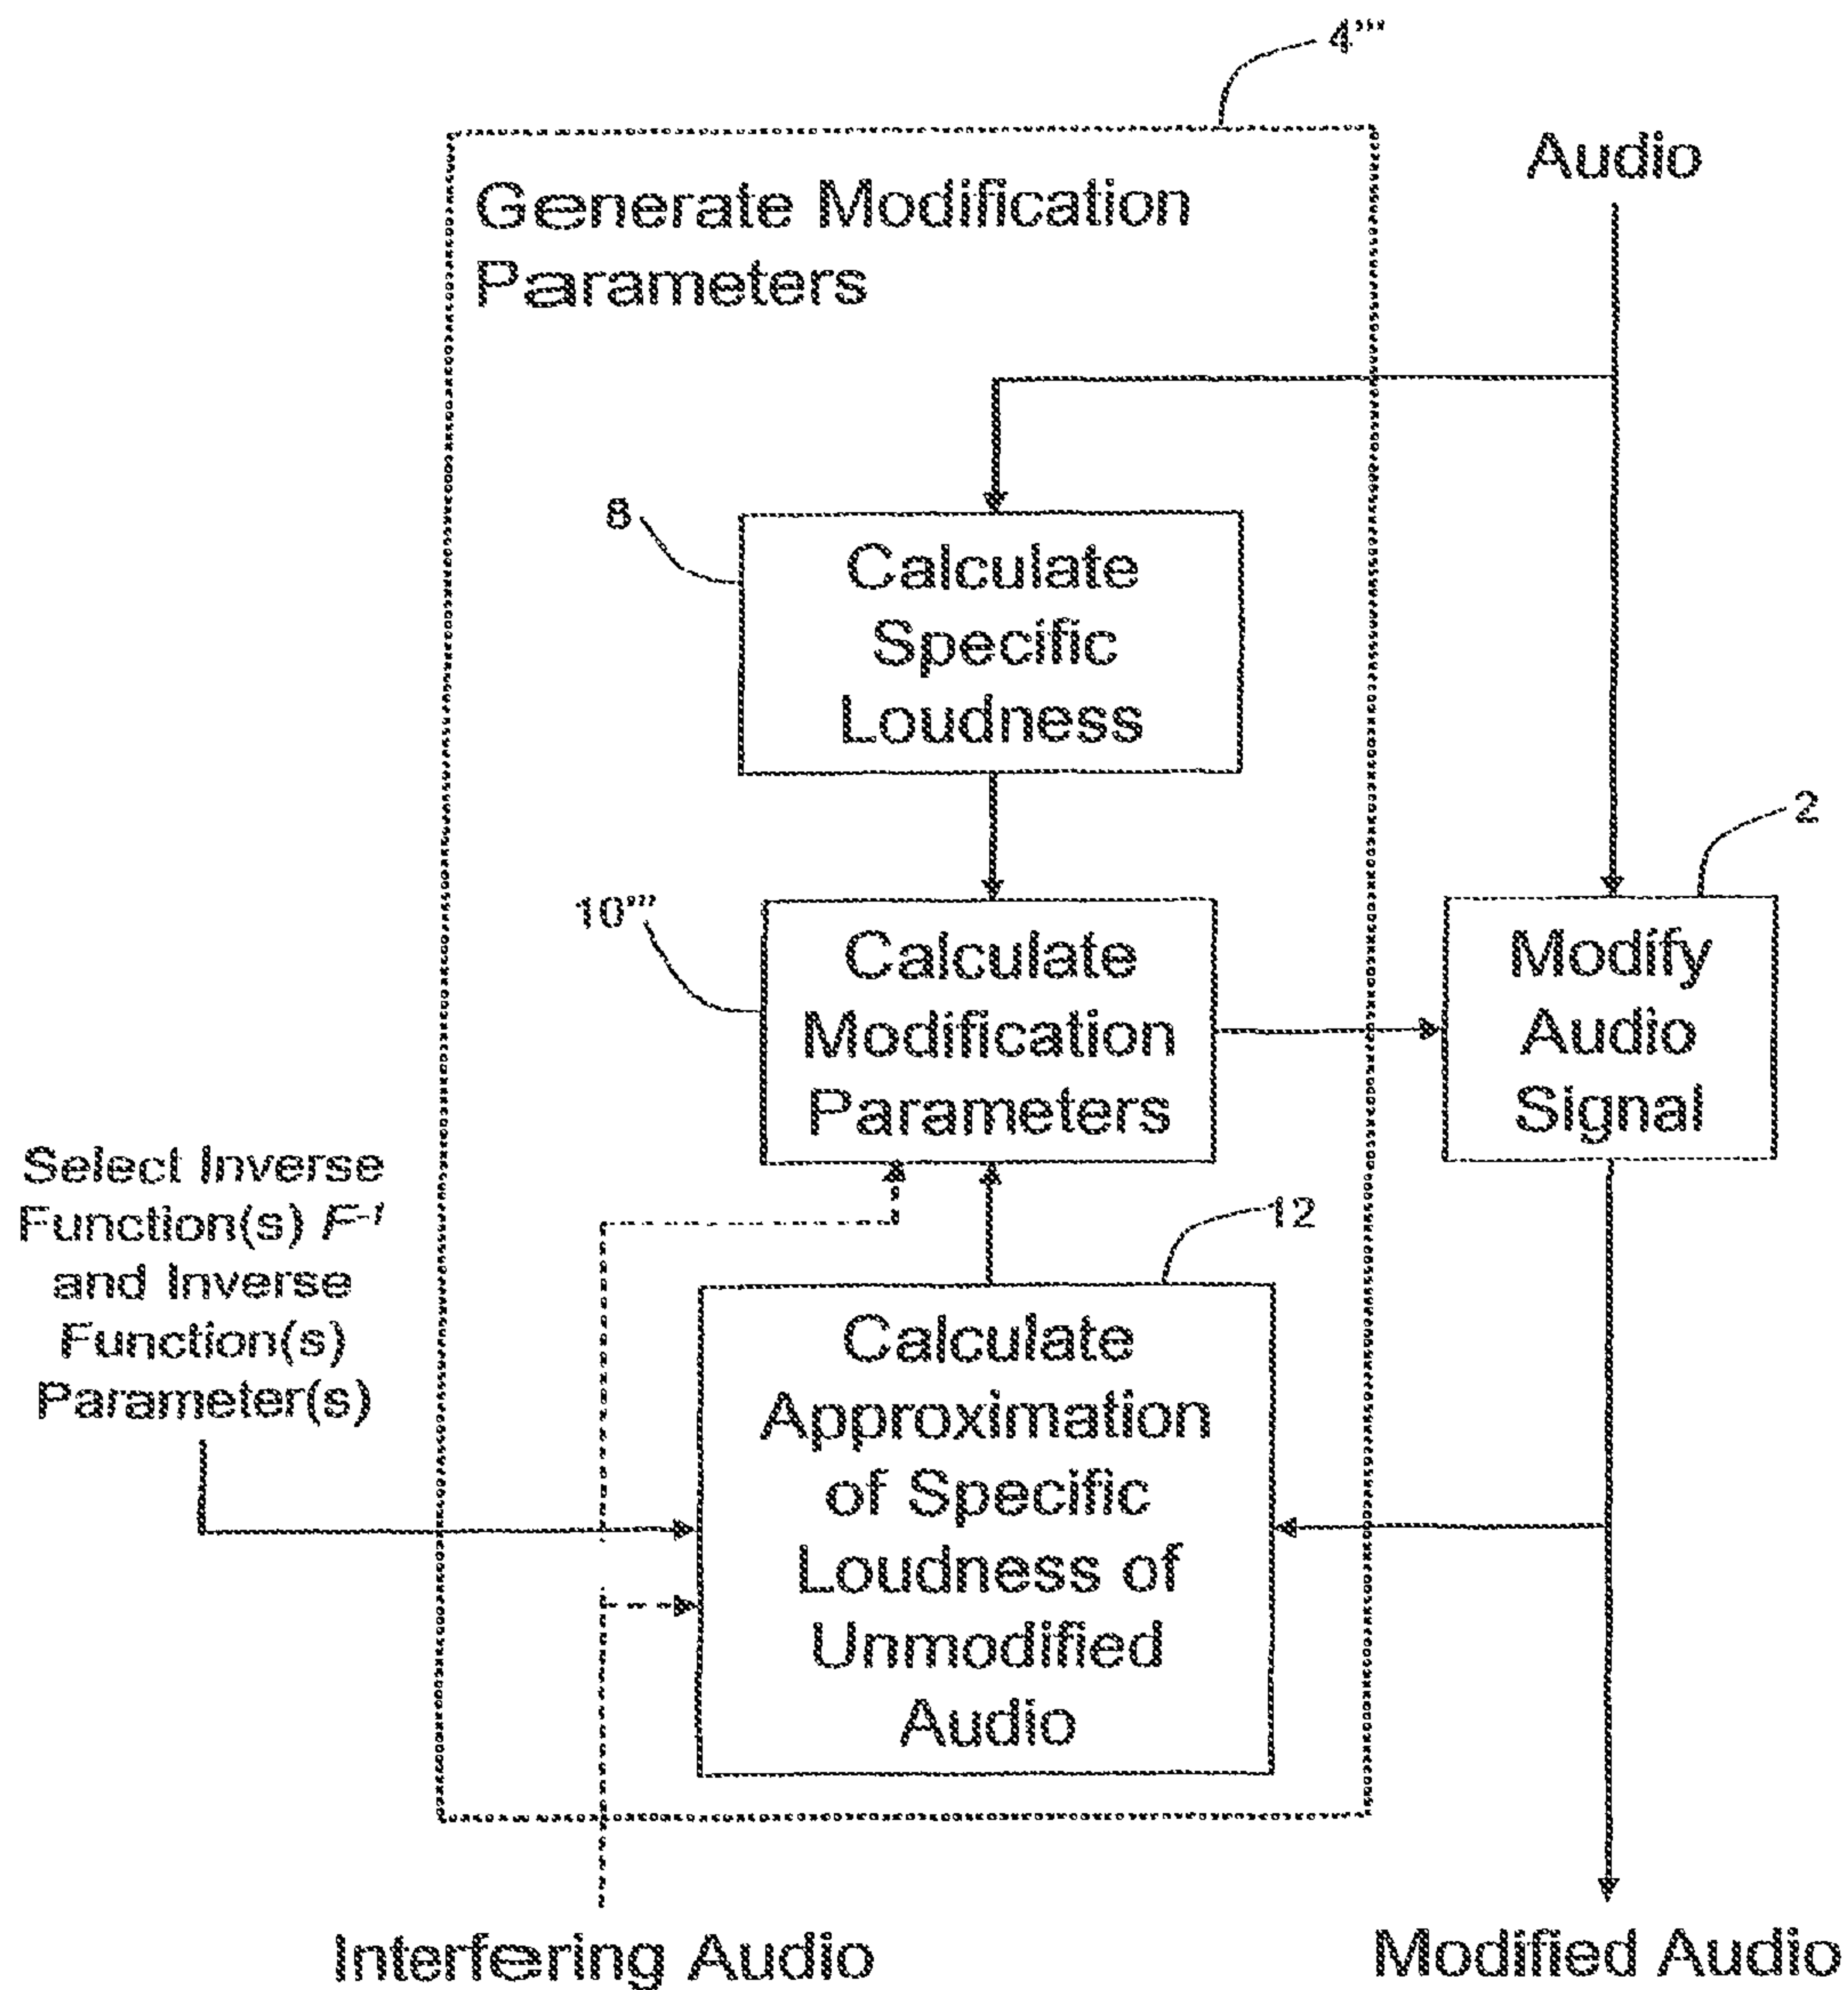 4'''
Audio
Generate Modification
Parameters
8
Calculate
Specific
Loudness
2
10'''
Calculate
Modification
Parameters
Modify
Audio
Signal
Select Inverse
Function(s) F⁻¹
and Inverse
Function(s)
Parameter(s)
12
Calculate
Approximation
of Specific
Loudness of
Unmodified
Audio
Interfering Audio
Modified Audio